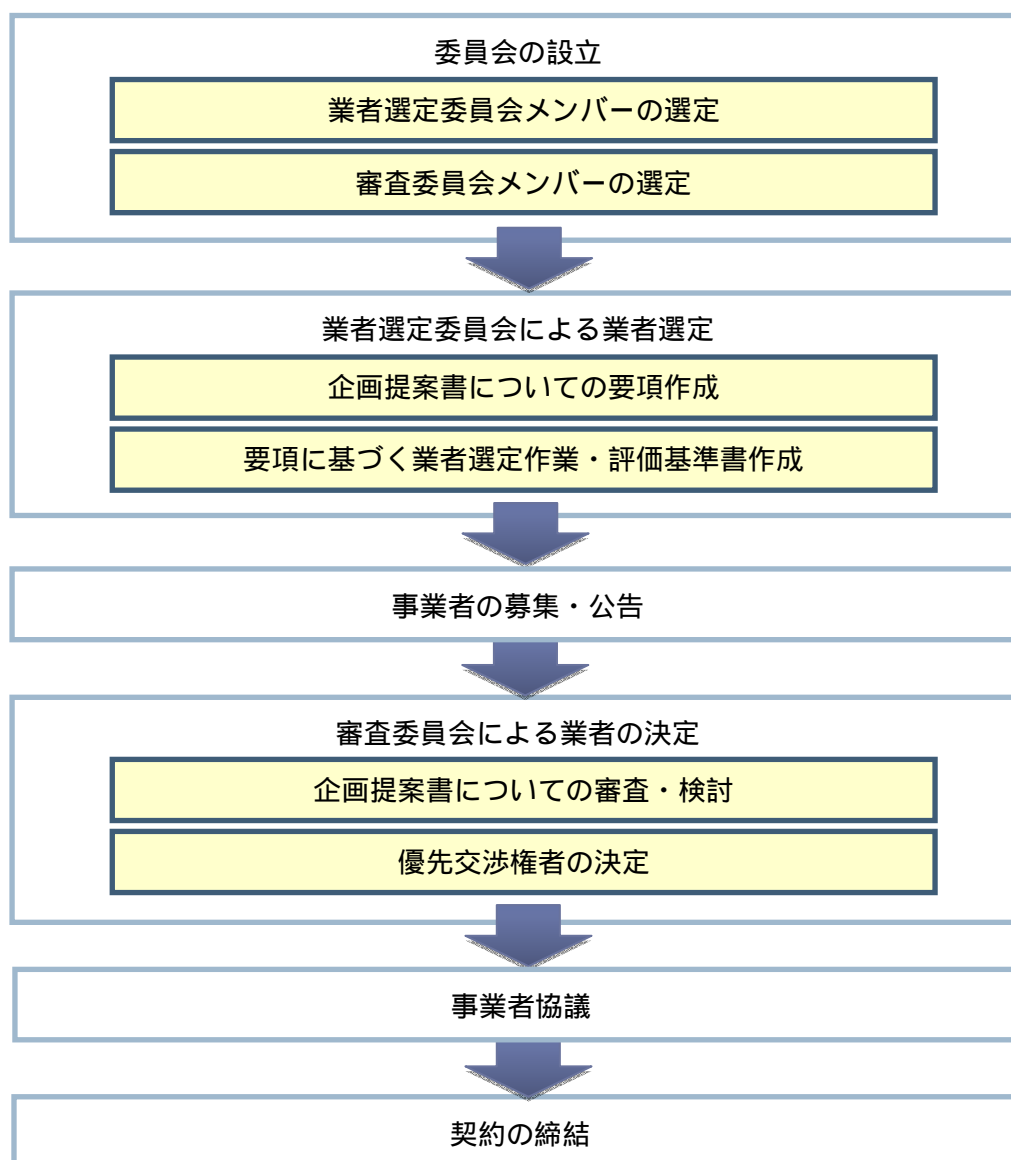 委員会の設立
業者選定委員会メンバーの選定
審査委員会メンバーの選定
業者選定委員会による業者選定
企画提案書についての要項作成
要項に基づく業者選定作業・評価基準書作成
事業者の募集・公告
審査委員会による業者の決定
企画提案書についての審査・検討
優先交渉権者の決定
事業者協議
契約の締結